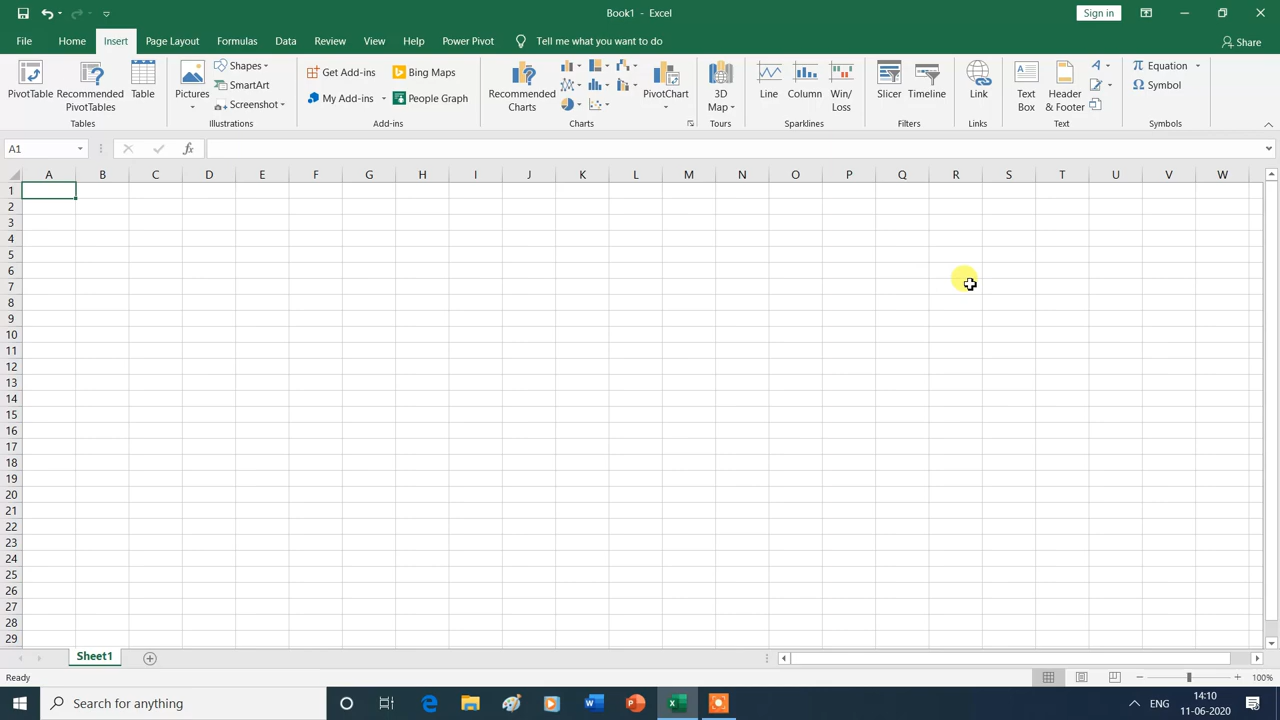 Book1 - Excel
Sign in
File Home Insert Page Layout Formulas Data Review View Help Power Pivot Tell me what you want to do Share
PivotTable
Recommended
PivotTables
Table
Tables
Pictures
Shapes
SmartArt
Screenshot
Illustrations
Get Add-ins
My Add-ins
Bing Maps
People Graph
Add-ins
Recommended
Charts
PivotChart
Charts
3D
Map
Tours
Line
Column
Win/
Loss
Sparklines
Slicer
Timeline
Filters
Link
Links
Text
Box
Header
& Footer
Text
π Equation
Ω Symbol
Symbols
A1
fx
A B C D E F G H I J K L M N O P Q R S T U V W
1
2
3
4
5
6
7
8
9
10
11
12
13
14
15
16
17
18
19
20
21
22
23
24
25
26
27
28
29
Sheet1
Ready
100%
Search for anything
ENG
14:10
11-06-2020